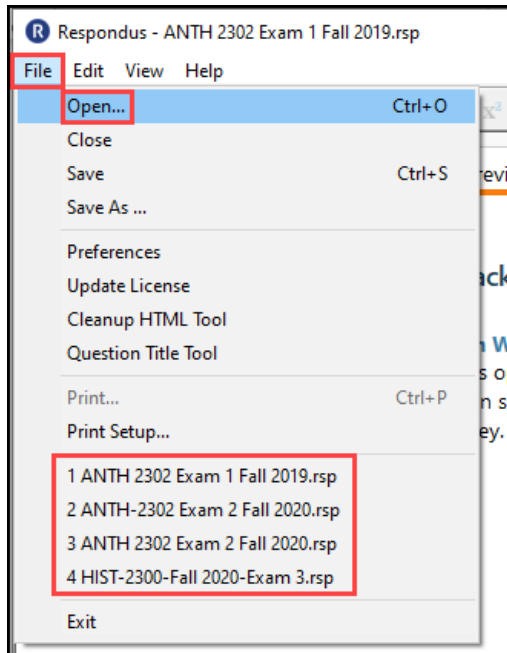 R Respondus - ANTH 2302 Exam 1 Fall 2019.rsp
File Edit View Help
Open... Ctrl+O
x²
Close
Save Ctrl+S
Save As ...
Preferences
Update License
Cleanup HTML Tool
Question Title Tool
Print... Ctrl+P
Print Setup...
ey.
1 ANTH 2302 Exam 1 Fall 2019.rsp
2 ANTH-2302 Exam 2 Fall 2020.rsp
3 ANTH 2302 Exam 2 Fall 2020.rsp
4 HIST-2300-Fall 2020-Exam 3.rsp
Exit